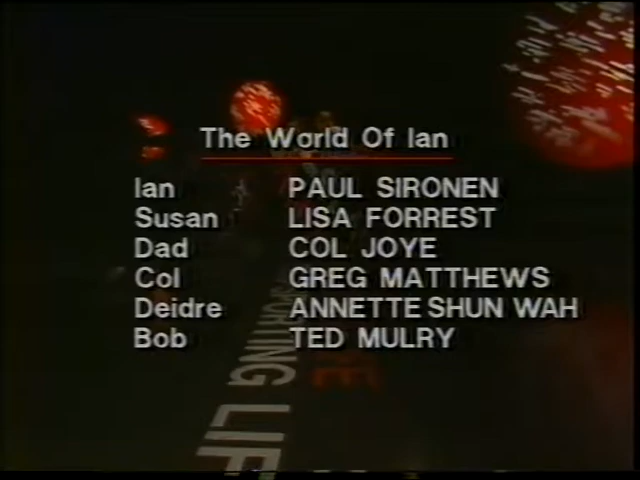 The World Of Ian
Ian PAUL SIRONEN
Susan LISA FORREST
Dad COL JOYE
Col GREG MATTHEWS
Deidre ANNETTE SHUN WAH
Bob TED MULRY